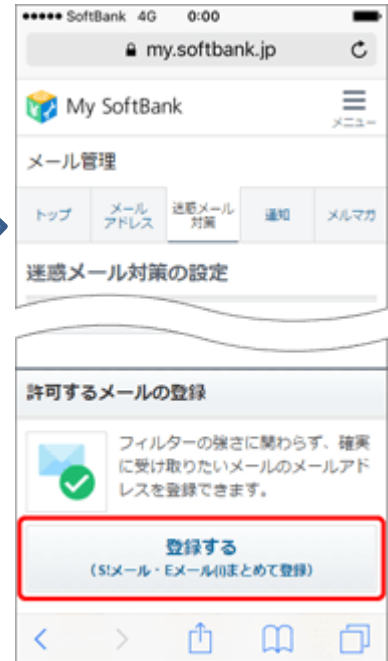 SoftBank 4G 0:00
my.softbank.jp
My SoftBank
メニュー
メール管理
トップ
メール
アドレス
迷惑メール
対策
通知
メルマガ
迷惑メール対策の設定
許可するメールの登録
フィルターの強さに関わらず、確実
に受け取りたいメールのメールアド
レスを登録できます。
登録する
(S!メール・Eメール(i)まとめて登録)